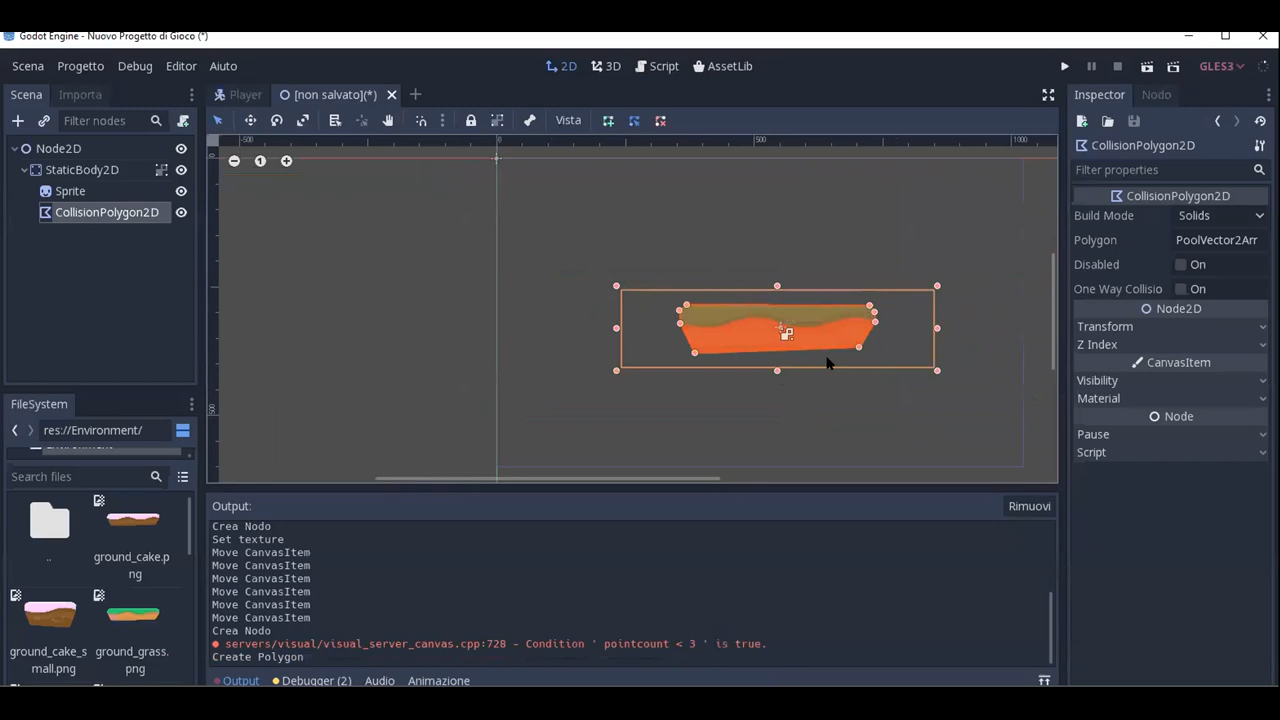 Godot Engine - Nuovo Progetto di Gioco (*)
Scena Progetto Debug Editor Aiuto
2D 3D Script AssetLib
GLES3
Scena Importa
Player [non salvato](*)
Inspector Nodo
Filter nodes
Vista
Node2D
StaticBody2D
Sprite
CollisionPolygon2D
-500 0 500 1000
0
500
1
CollisionPolygon2D
Filter properties
CollisionPolygon2D
Build Mode Solids
Polygon PoolVector2Arr
Disabled On
One Way Collisio On
Node2D
Transform
Z Index
CanvasItem
Visibility
Material
Node
Pause
Script
FileSystem
res://Environment/
Search files
..
ground_cake.p
ng
ground_cake_s
mall.png
ground_grass.
png
Output: Rimuovi
Crea Nodo
Set texture
Move CanvasItem
Move CanvasItem
Move CanvasItem
Move CanvasItem
Move CanvasItem
Move CanvasItem
Crea Nodo
servers/visual/visual_server_canvas.cpp:728 - Condition ' pointcount < 3 ' is true.
Create Polygon
Output Debugger (2) Audio Animazione